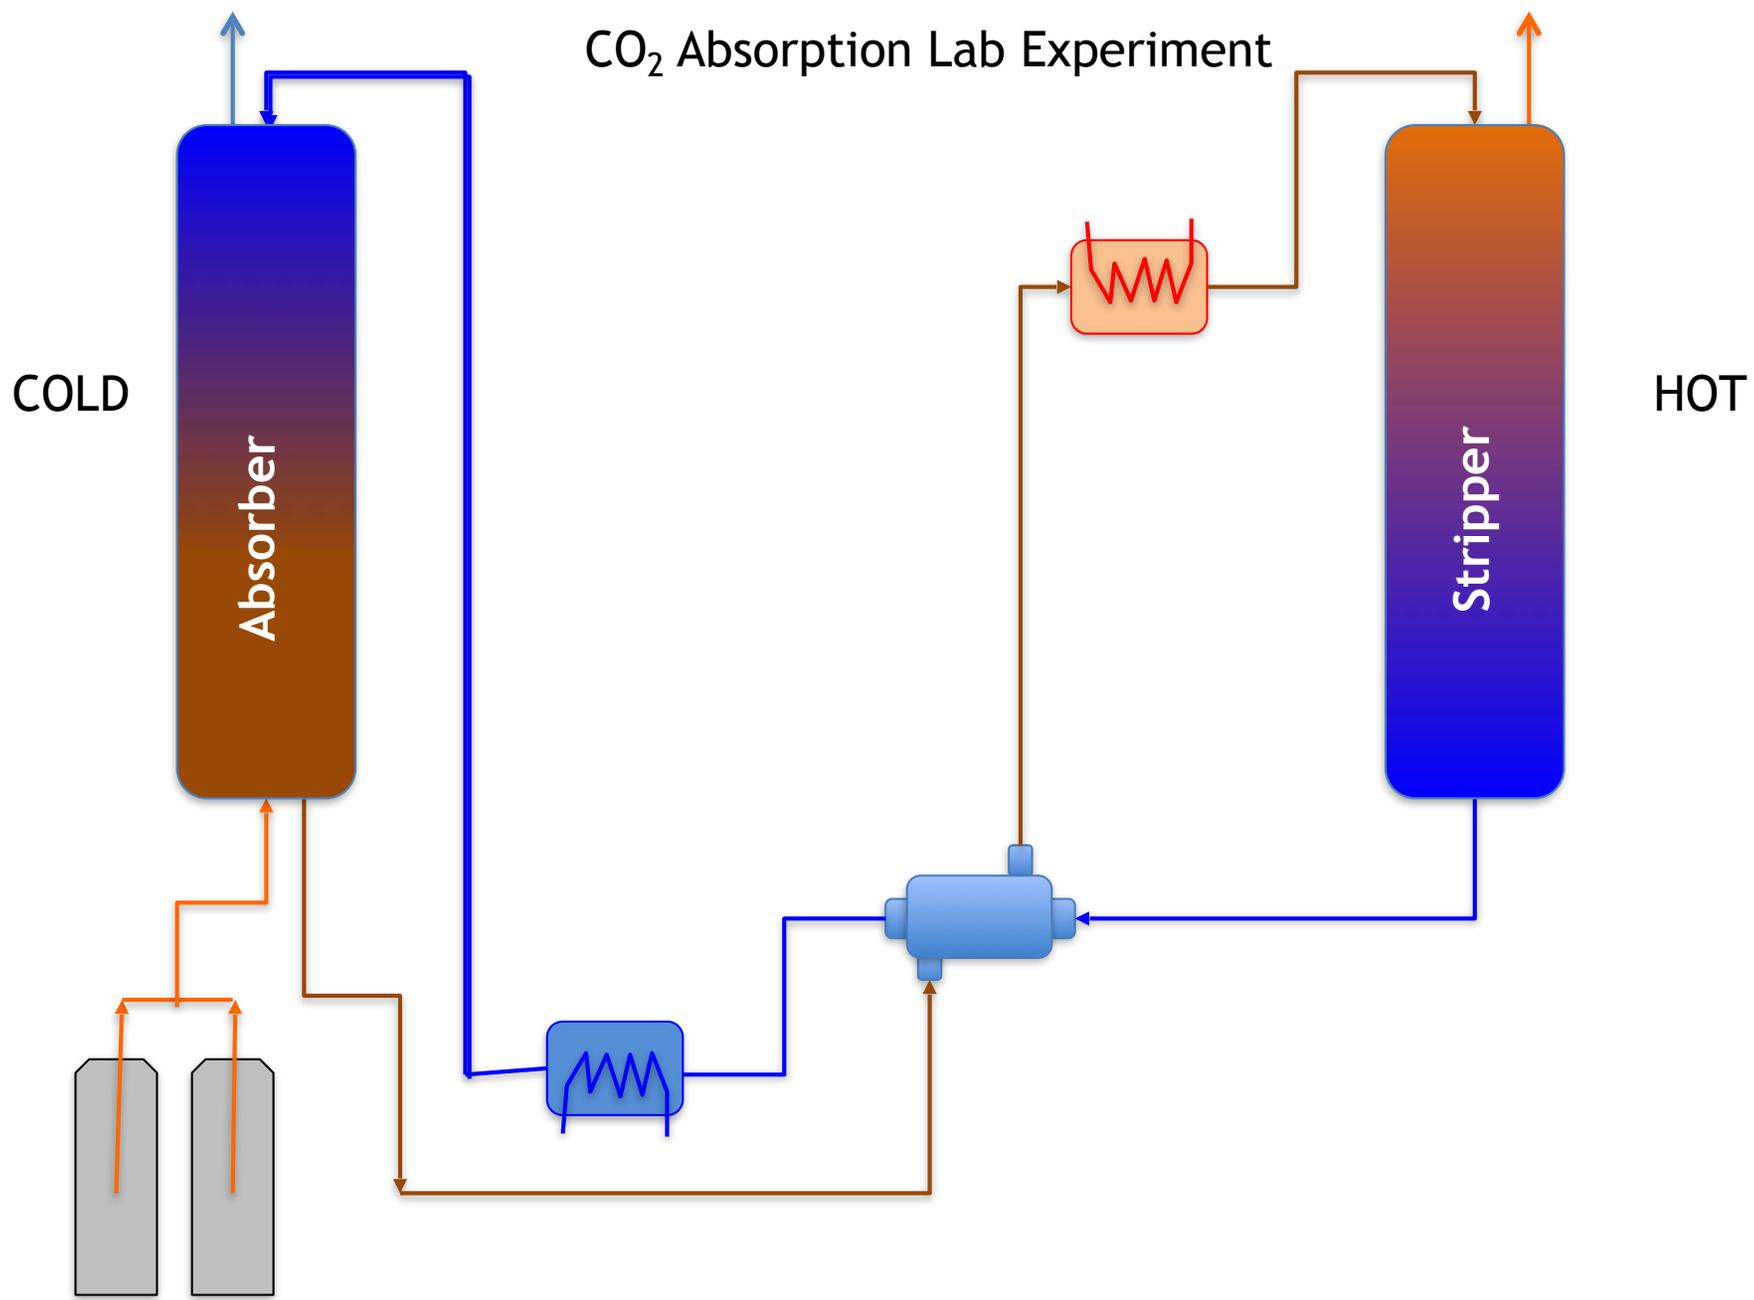 CO₂ Absorption Lab Experiment
COLD
Absorber
Stripper
HOT